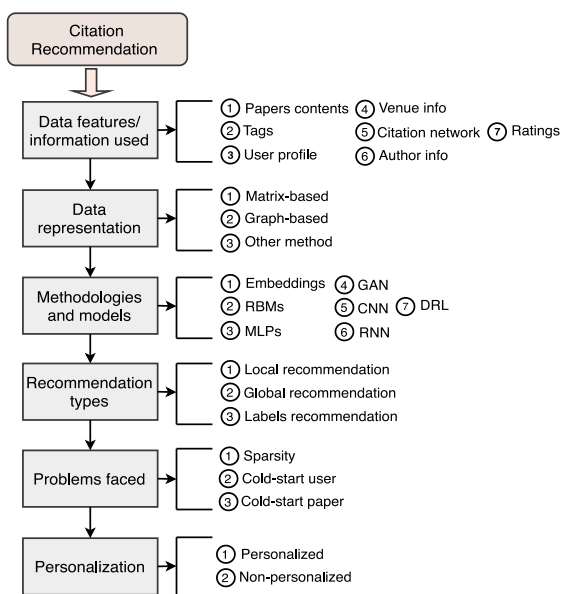 Citation
Recommendation
Data features/
information used
① Papers contents ④ Venue info
② Tags ⑤ Citation network ⑦ Ratings
③ User profile ⑥ Author info
Data
representation
① Matrix-based
② Graph-based
③ Other method
Methodologies
and models
① Embeddings ④ GAN
② RBMs ⑤ CNN ⑦ DRL
③ MLPs ⑥ RNN
Recommendation
types
① Local recommendation
② Global recommendation
③ Labels recommendation
Problems faced
① Sparsity
② Cold-start user
③ Cold-start paper
Personalization
① Personalized
② Non-personalized